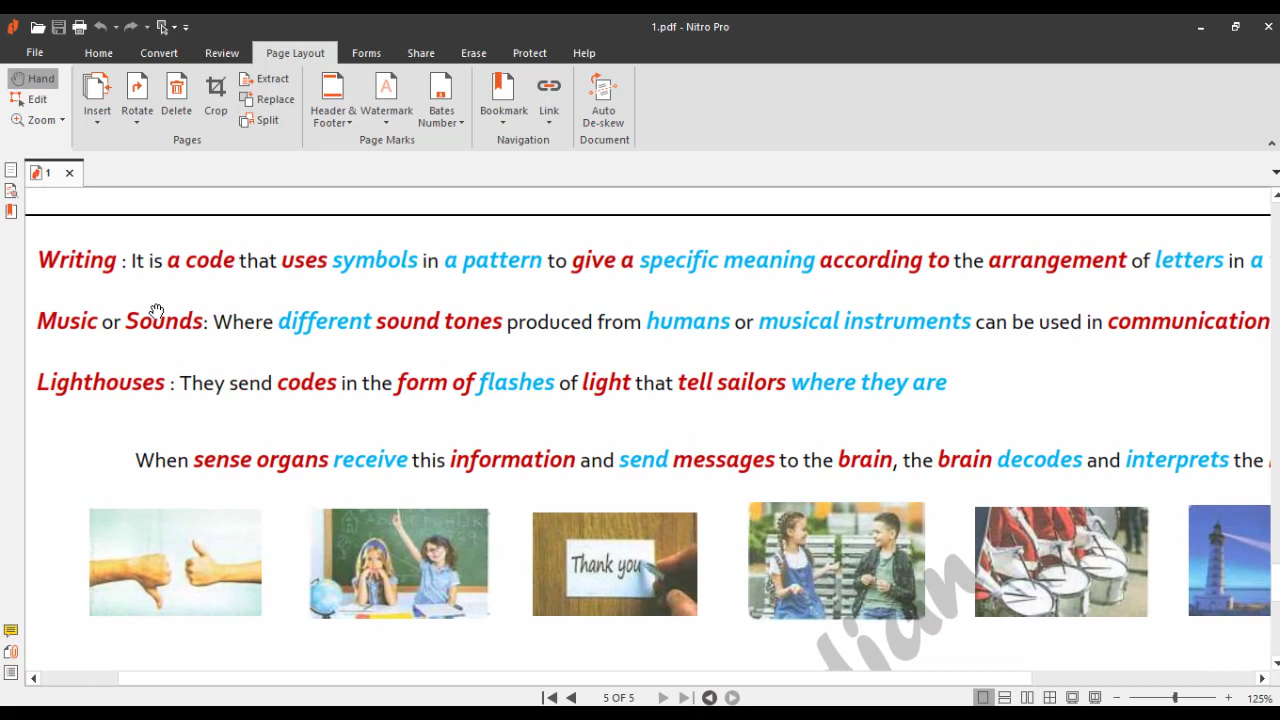 1.pdf - Nitro Pro
File Home Convert Review Page Layout Forms Share Erase Protect Help
Hand
Edit
Zoom
Insert Rotate Delete Crop
Extract
Replace
Split
Header & Footer Watermark Bates Number
Bookmark Link
Auto De-skew
Pages Page Marks Navigation Document
1
Writing : It is a code that uses symbols in a pattern to give a specific meaning according to the arrangement of letters in a
Music or Sounds: Where different sound tones produced from humans or musical instruments can be used in communication
Lighthouses : They send codes in the form of flashes of light that tell sailors where they are
When sense organs receive this information and send messages to the brain, the brain decodes and interprets the
Thank you
5 OF 5
125%